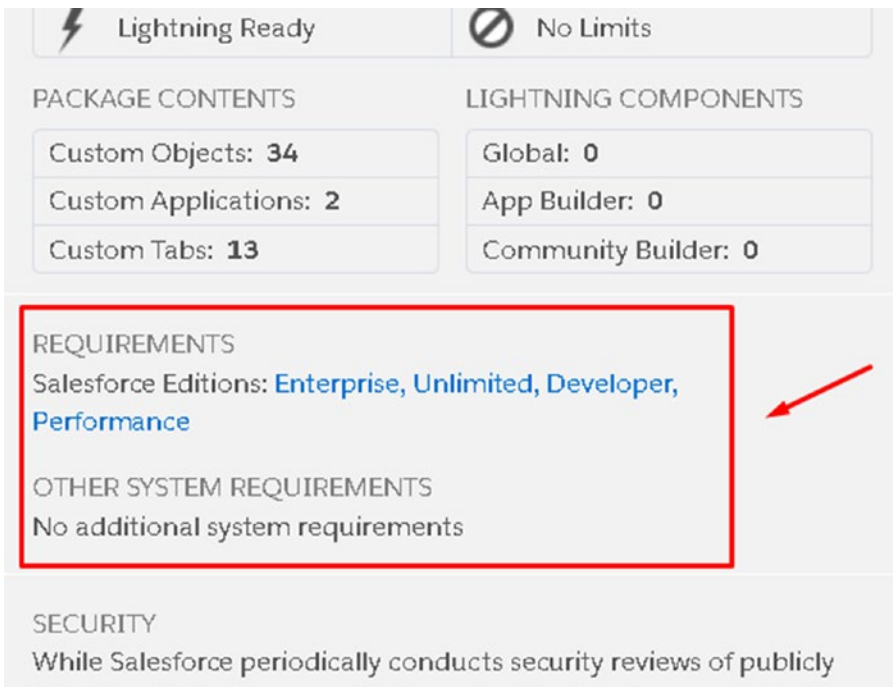 Lightning Ready
No Limits
PACKAGE CONTENTS
LIGHTNING COMPONENTS
Custom Objects: 34
Global: 0
Custom Applications: 2
App Builder: 0
Custom Tabs: 13
Community Builder: 0
REQUIREMENTS
Salesforce Editions: Enterprise, Unlimited, Developer,
Performance
OTHER SYSTEM REQUIREMENTS
No additional system requirements
SECURITY
While Salesforce periodically conducts security reviews of publicly